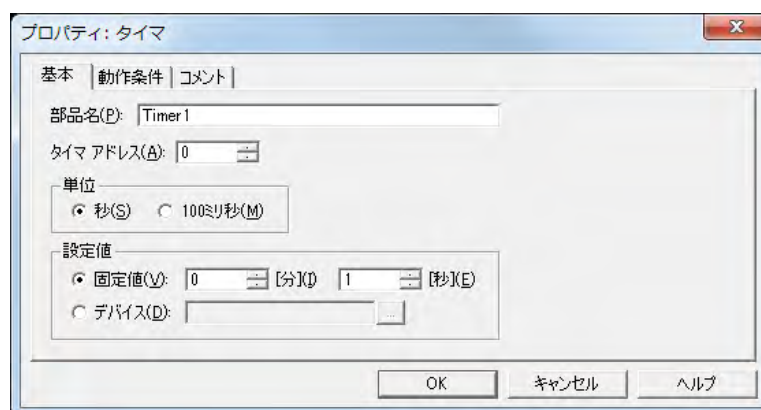 プロパティ: タイマ
基本 動作条件 コメント
部品名(P): Timer1
タイマ アドレス(A): 0
単位
秒(S) 100ミリ秒(M)
設定値
固定値(V): 0 [分](I) 1 [秒](E)
デバイス(D): ...
OK キャンセル ヘルプ